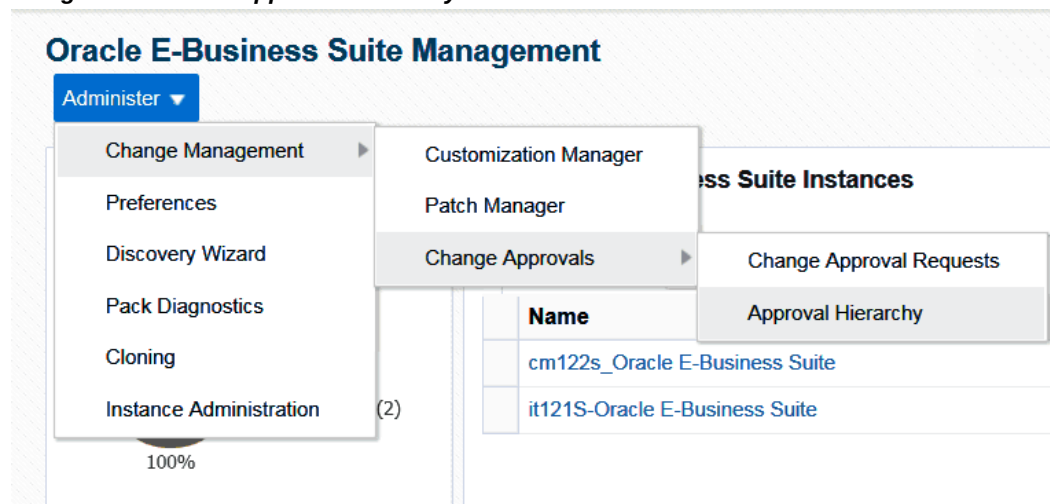 Oracle E-Business Suite Management
Administer
Change Management
Preferences
Discovery Wizard
Pack Diagnostics
Cloning
Instance Administration
Customization Manager
Patch Manager
Change Approvals
Change Approval Requests
Approval Hierarchy
ess Suite Instances
Name
cm122s_Oracle E-Business Suite
it121S-Oracle E-Business Suite
(2)
100%